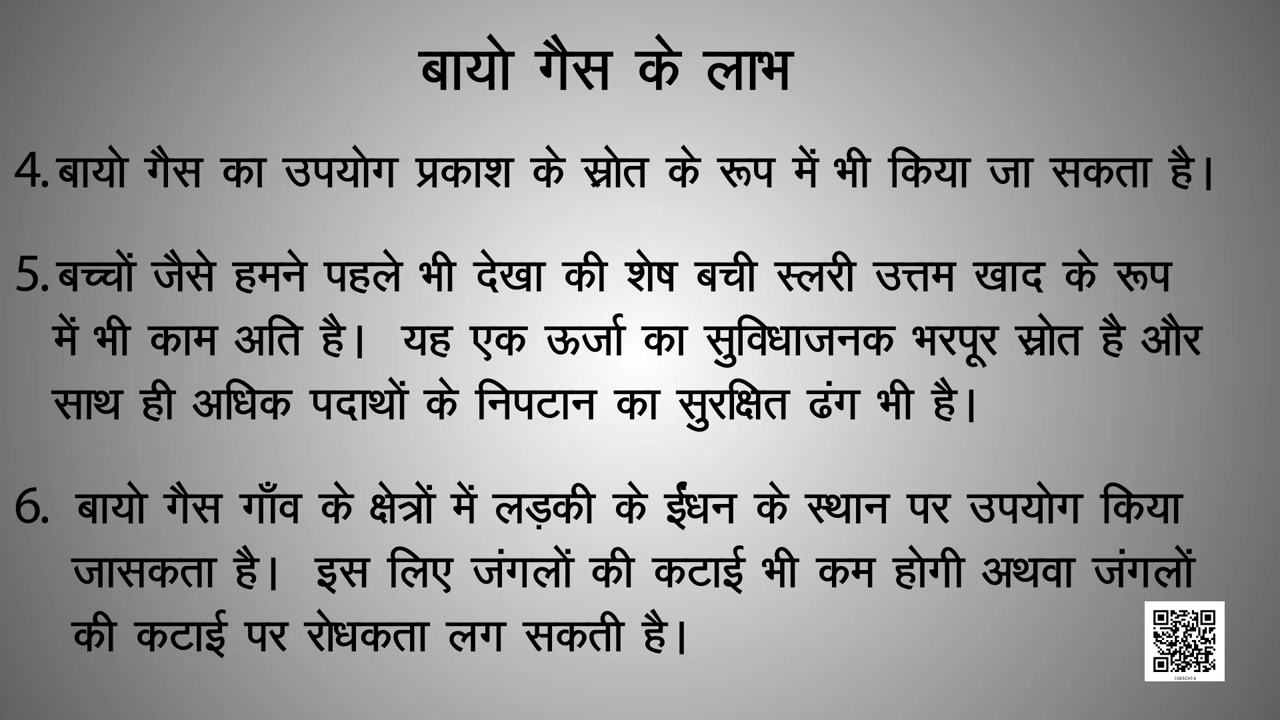 बायो गैस के लाभ
4. बायो गैस का उपयोग प्रकाश के स्रोत के रूप में भी किया जा सकता है।
5. बच्चों जैसे हमने पहले भी देखा की शेष बची स्लरी उत्तम खाद के रूप
में भी काम अति है। यह एक ऊर्जा का सुविधाजनक भरपूर स्रोत है और
साथ ही अधिक पदाथों के निपटान का सुरक्षित ढंग भी है।
6. बायो गैस गाँव के क्षेत्रों में लड़की के ईंधन के स्थान पर उपयोग किया
जासकता है। इस लिए जंगलों की कटाई भी कम होगी अथवा जंगलों
की कटाई पर रोधकता लग सकती है।